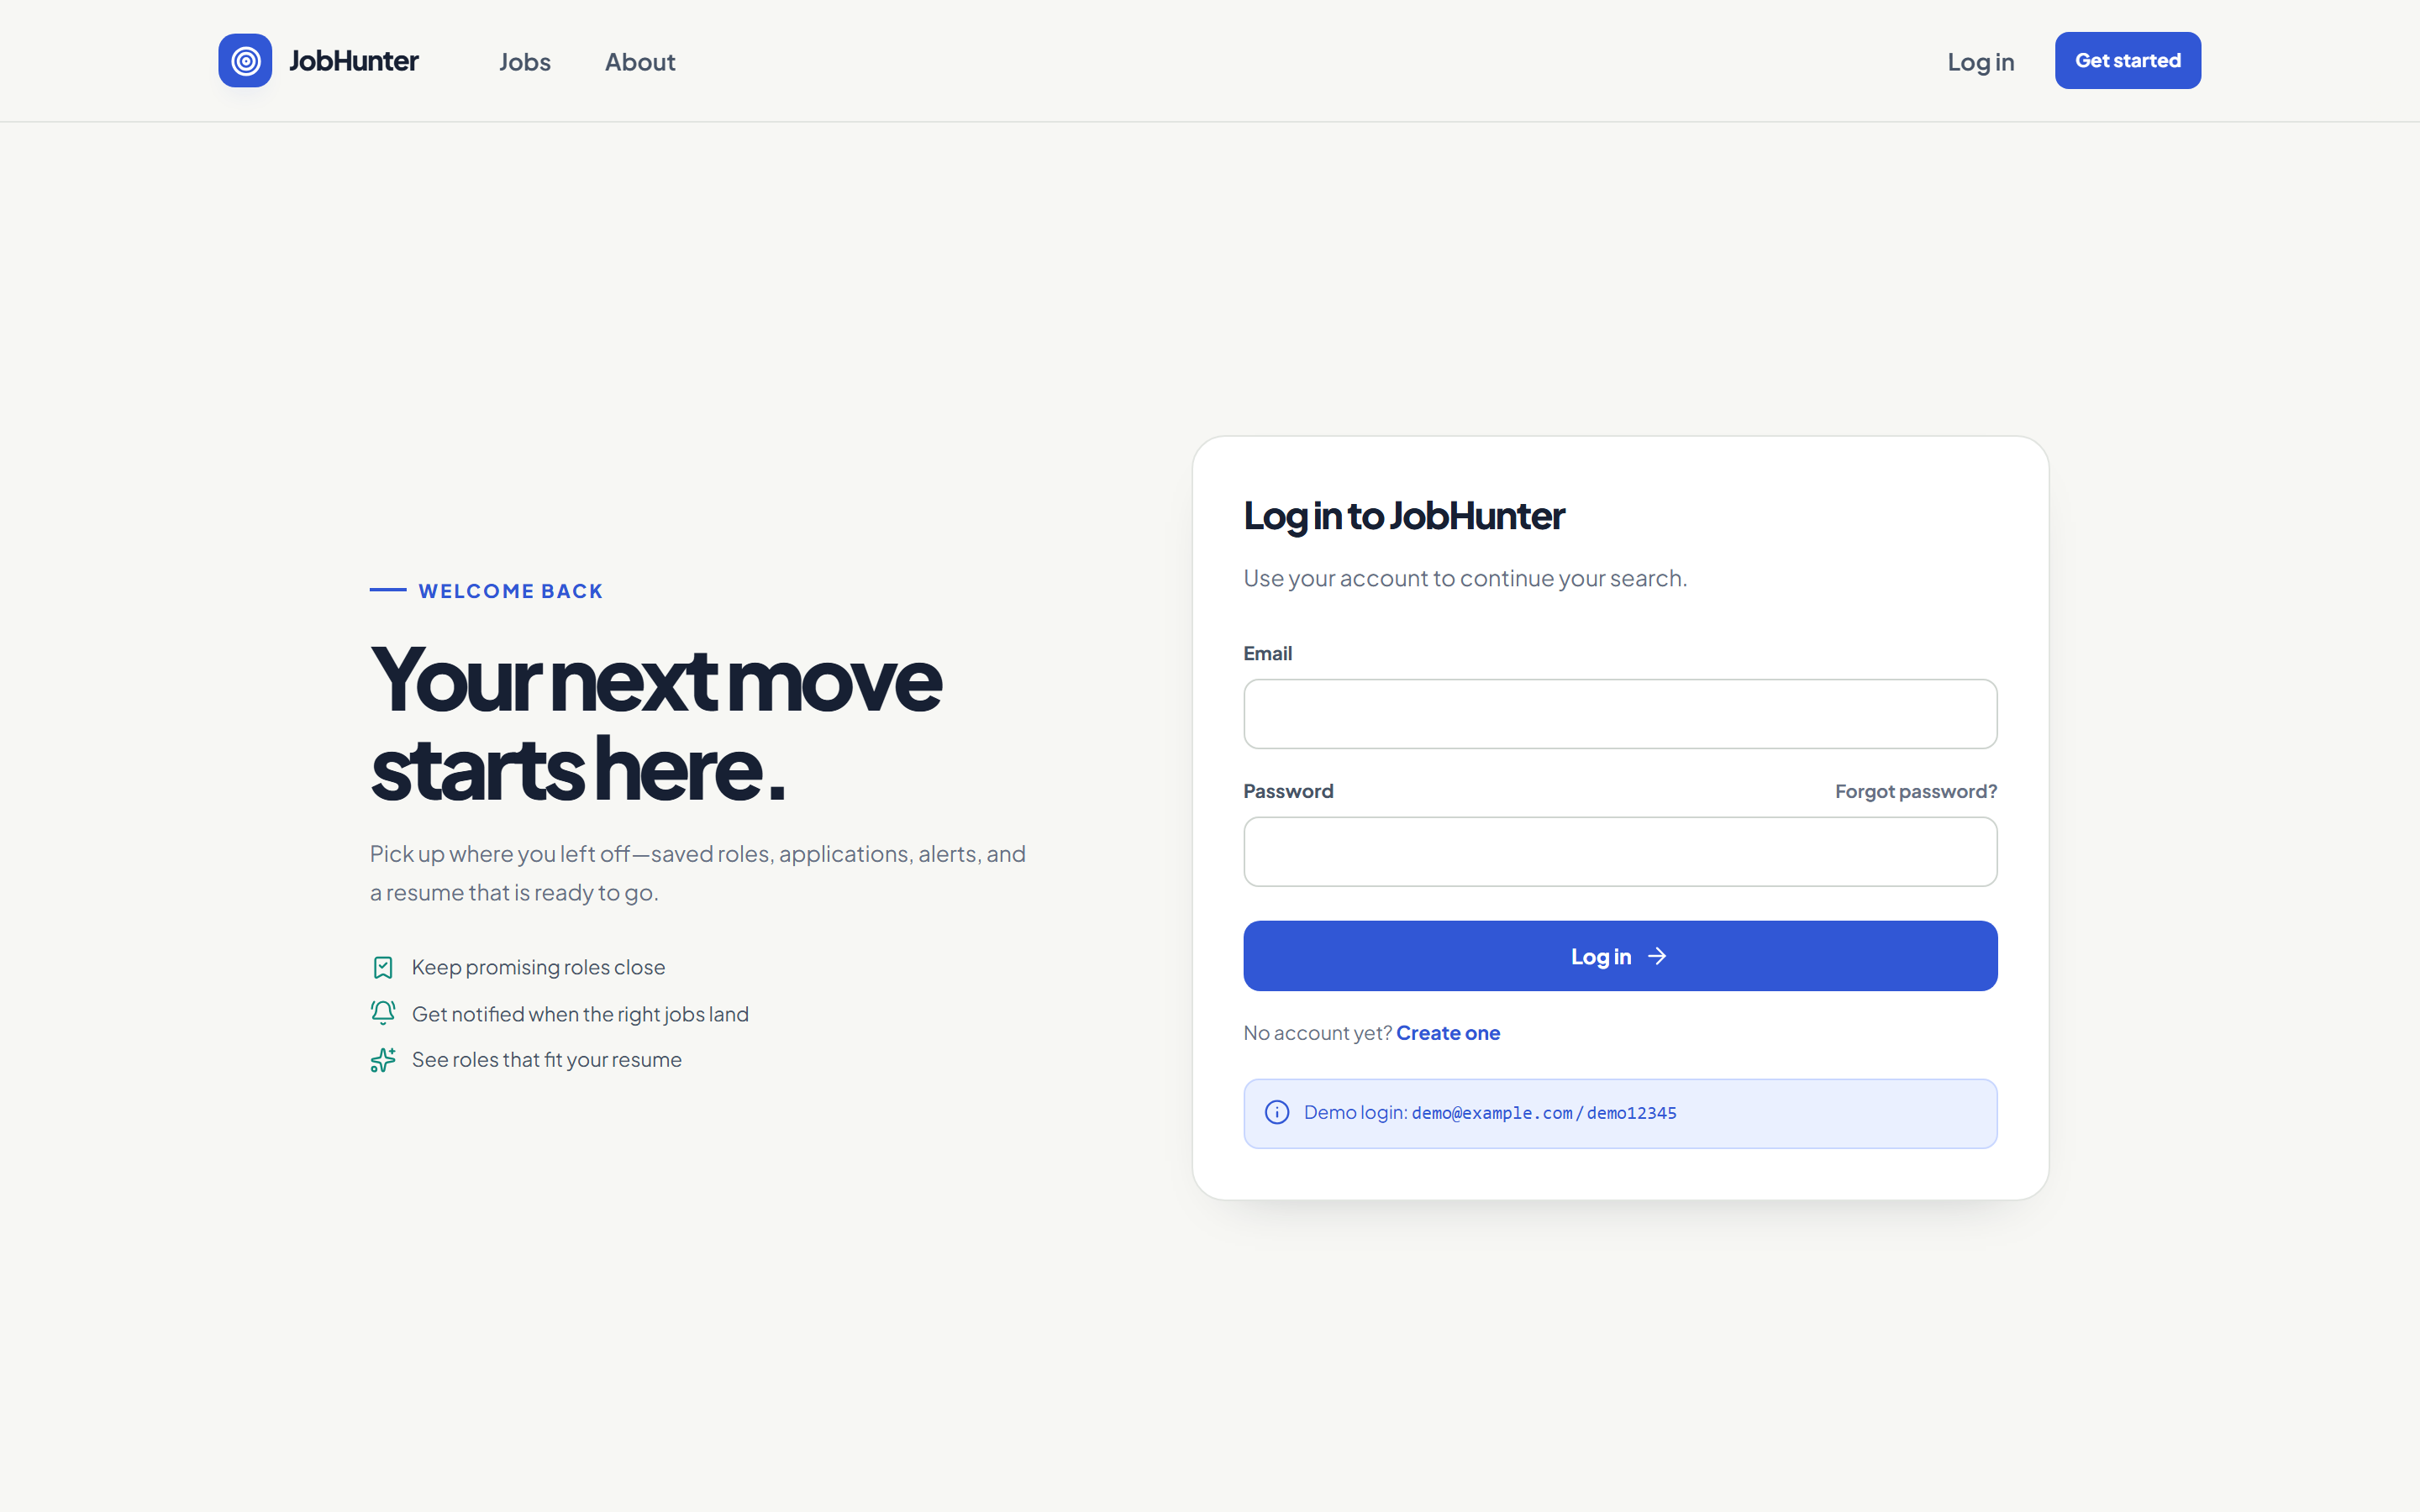 JobHunter
Jobs
About
Log in
Get started
WELCOME BACK
Your next move
starts here.
Pick up where you left off—saved roles, applications, alerts, and
a resume that is ready to go.
Keep promising roles close
Get notified when the right jobs land
See roles that fit your resume
Log in to JobHunter
Use your account to continue your search.
Email
Password
Forgot password?
Log in
No account yet? Create one
Demo login: demo@example.com / demo12345